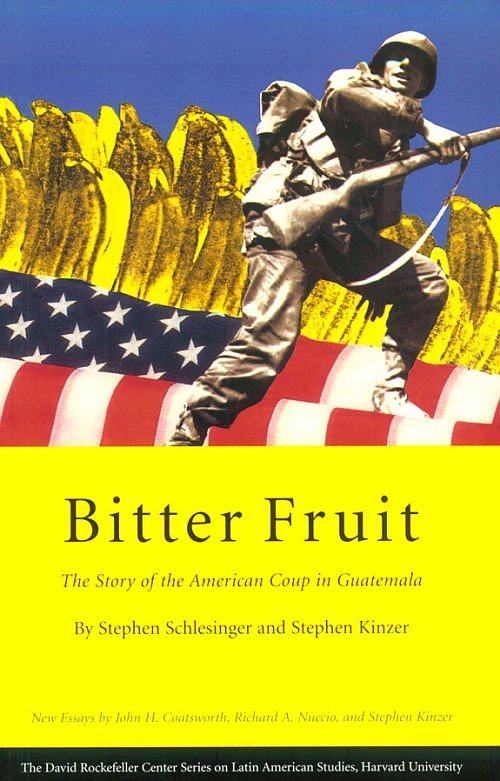 Bitter Fruit
The Story of the American Coup in Guatemala
By Stephen Schlesinger and Stephen Kinzer
New Essays by John H. Coatsworth, Richard A. Nuccio, and Stephen Kinzer
The David Rockefeller Center Series on Latin American Studies, Harvard University